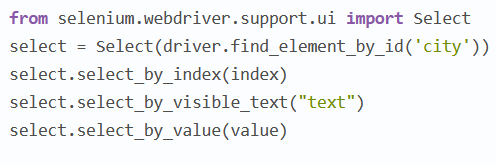 from selenium.webdriver.support.ui import Select
select = Select(driver.find_element_by_id('city'))
select.select_by_index(index)
select.select_by_visible_text("text")
select.select_by_value(value)